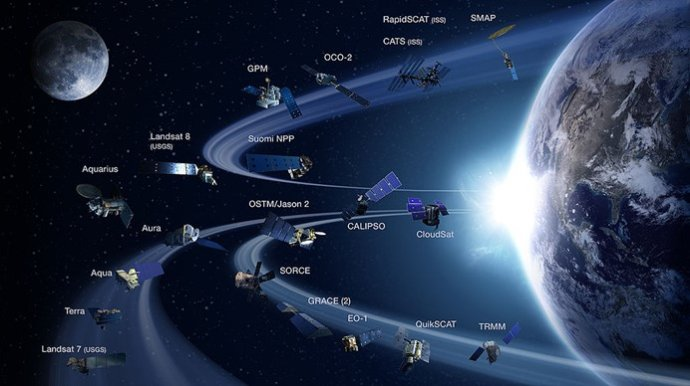 RapidSCAT (ISS)
SMAP
CATS (ISS)
OCO-2
GPM
Landsat 8
(USGS)
Suomi NPP
Aquarius
OSTM/Jason 2
Aura
CALIPSO
CloudSat
Aqua
SORCE
GRACE (2)
Terra
EO-1
QuikSCAT
TRMM
Landsat 7 (USGS)